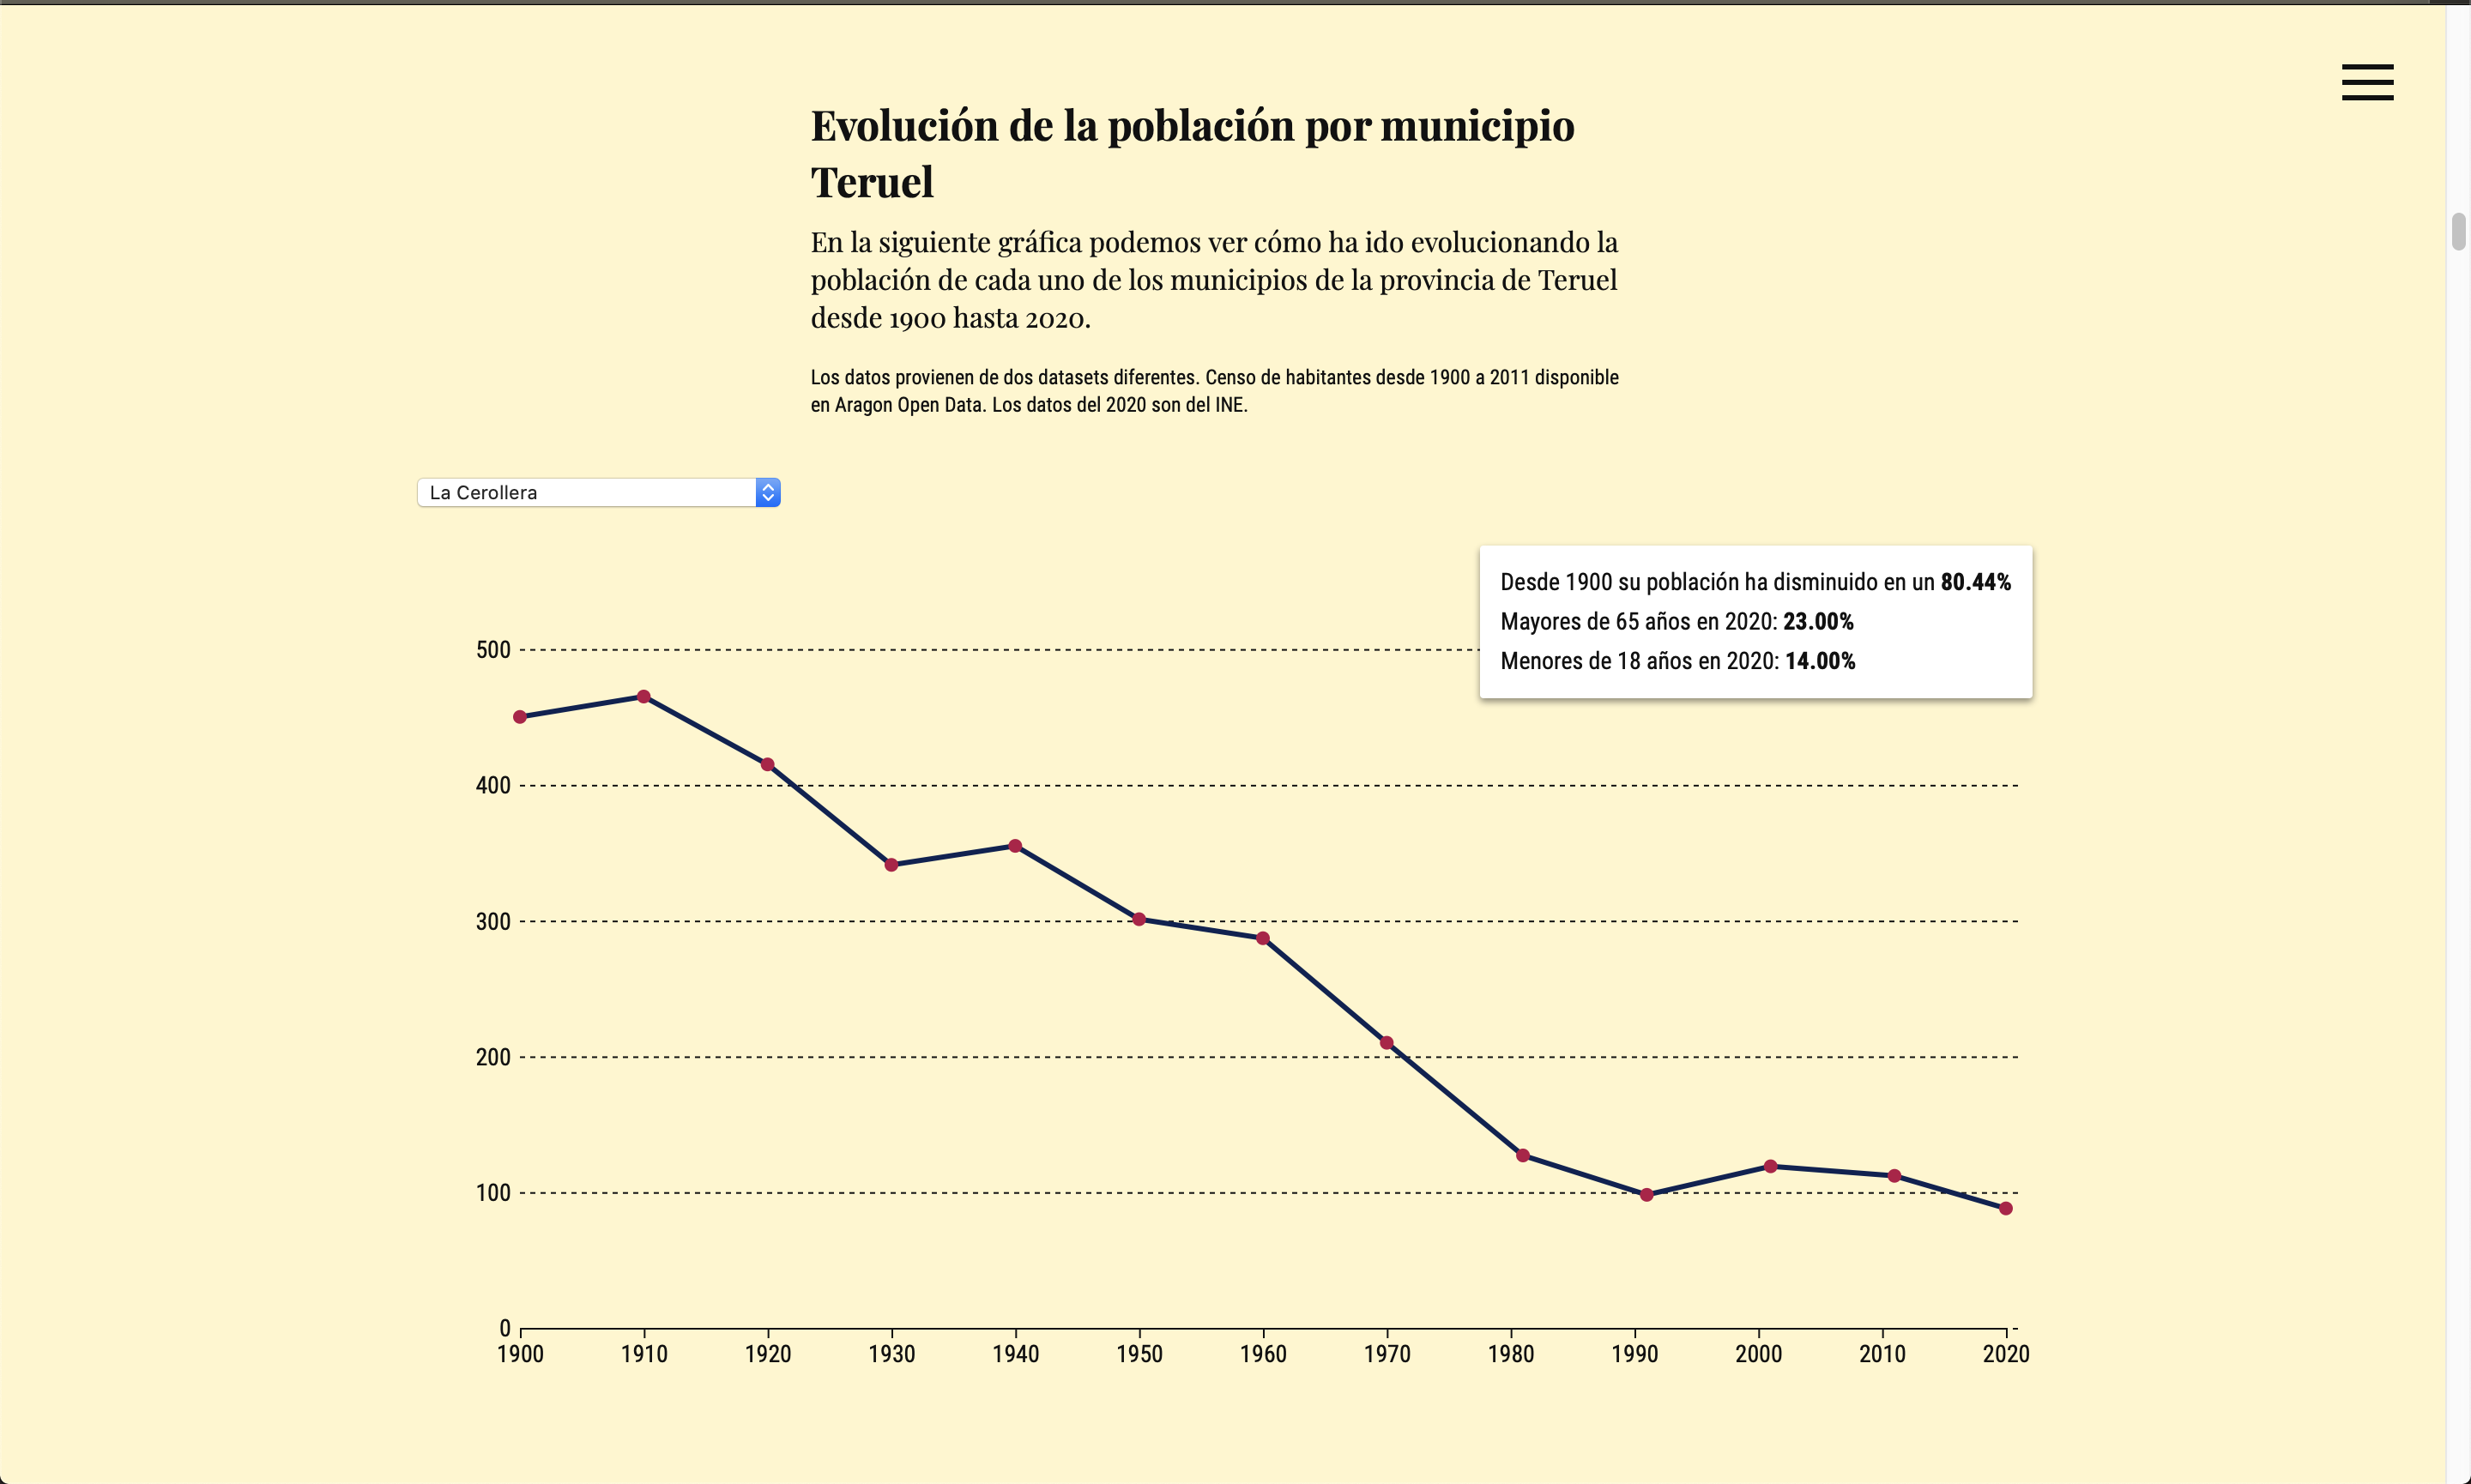 Evolución de la población por municipio
Teruel
En la siguiente gráfica podemos ver cómo ha ido evolucionando la
población de cada uno de los municipios de la provincia de Teruel
desde 1900 hasta 2020.
Los datos provienen de dos datasets diferentes. Censo de habitantes desde 1900 a 2011 disponible
en Aragon Open Data. Los datos del 2020 son del INE.
La Cerollera
Desde 1900 su población ha disminuido en un 80.44%
Mayores de 65 años en 2020: 23.00%
Menores de 18 años en 2020: 14.00%
500
400
300
200
100
0
1900 1910 1920 1930 1940 1950 1960 1970 1980 1990 2000 2010 2020